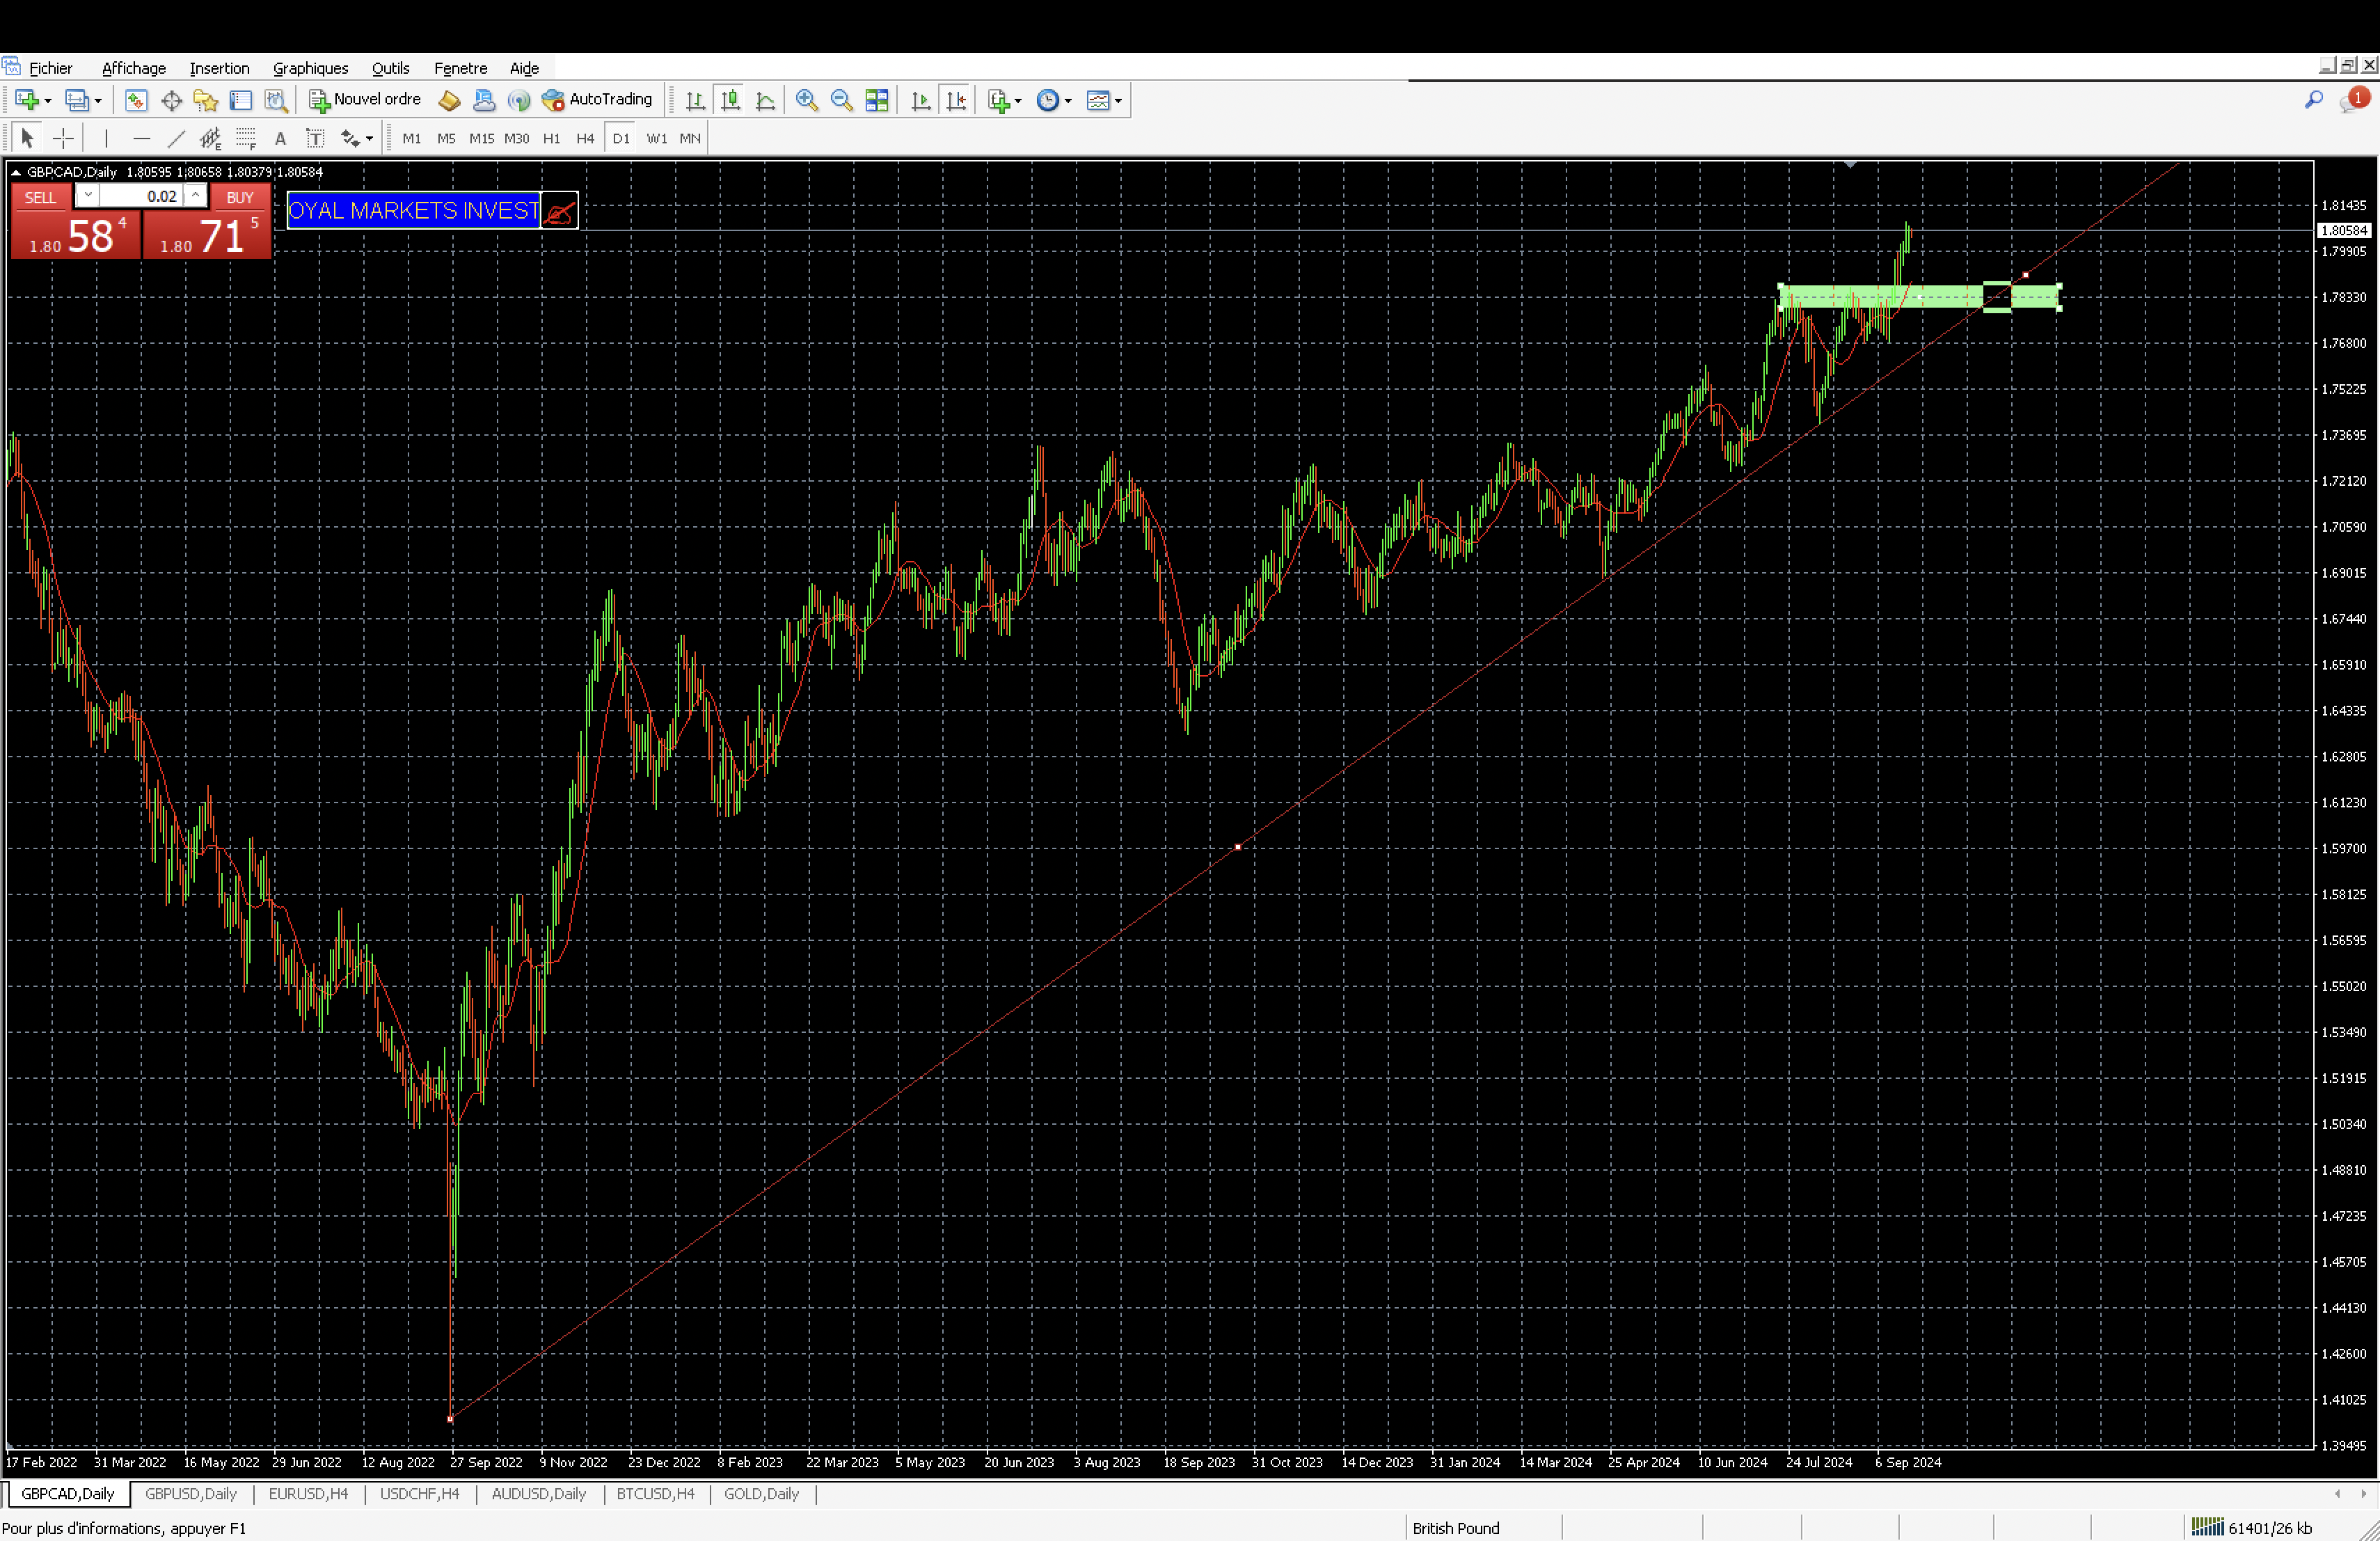 Fichier Affichage Insertion Graphiques Outils Fenetre Aide
Nouvel ordre AutoTrading 1
E F A T M1 M5 M15 M30 H1 H4 D1 W1 MN
GBPCAD,Daily 1.80595 1.80658 1.80379 1.80584
SELL 0.02 BUY
1.80 58 4 1.80 71 5
OYAL MARKETS INVEST
1.81435
1.80584
1.79905
1.78330
1.76800
1.75225
1.73695
1.72120
1.70590
1.69015
1.67440
1.65910
1.64335
1.62805
1.61230
1.59700
1.58125
1.56595
1.55020
1.53490
1.51915
1.50340
1.48810
1.47235
1.45705
1.44130
1.42600
1.41025
1.39495
17 Feb 2022 31 Mar 2022 16 May 2022 29 Jun 2022 12 Aug 2022 27 Sep 2022 9 Nov 2022 23 Dec 2022 8 Feb 2023 22 Mar 2023 5 May 2023 20 Jun 2023 3 Aug 2023 18 Sep 2023 31 Oct 2023 14 Dec 2023 31 Jan 2024 14 Mar 2024 25 Apr 2024 10 Jun 2024 24 Jul 2024 6 Sep 2024
GBPCAD,Daily GBPUSD,Daily EURUSD,H4 USDCHF,H4 AUDUSD,Daily BTCUSD,H4 GOLD,Daily
Pour plus d'informations, appuyer F1 British Pound 61401/26 kb